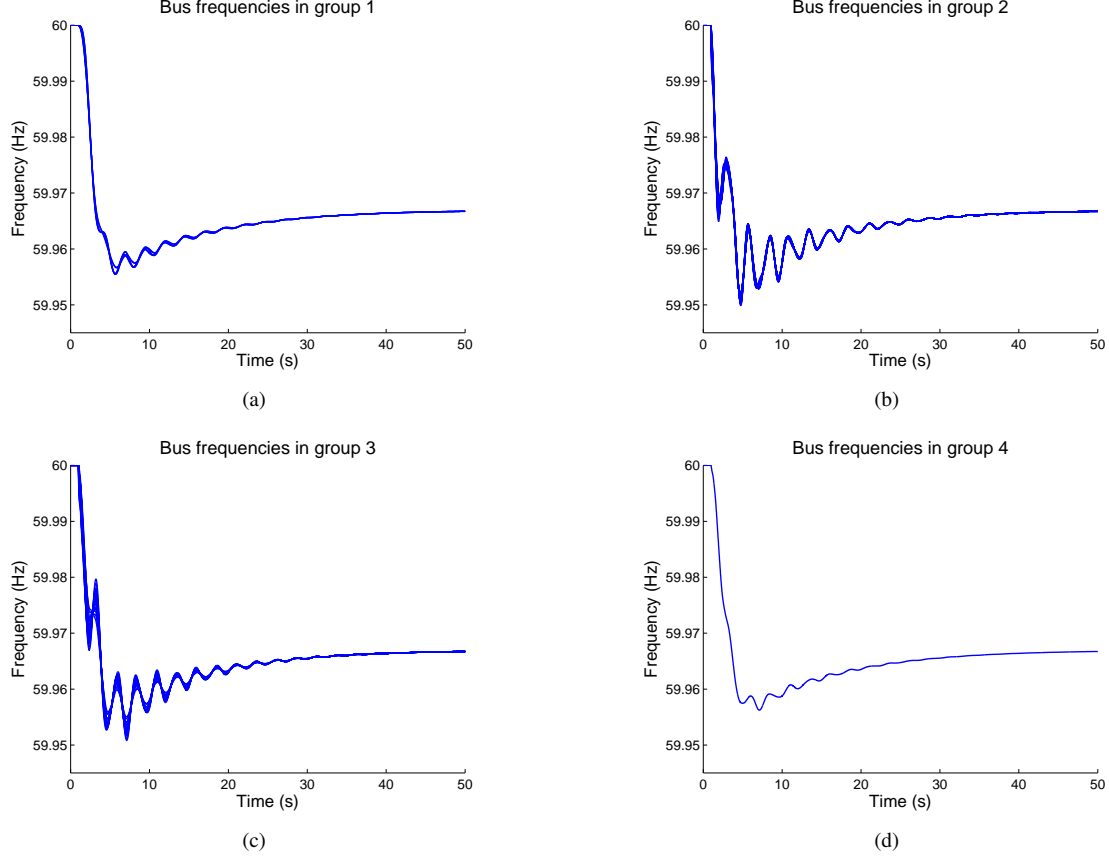 Bus frequencies in group 1
60
59.99
59.98
59.97
59.96
59.95
Frequency (Hz)
0 10 20 30 40 50
Time (s)
(a)
Bus frequencies in group 2
60
59.99
59.98
59.97
59.96
59.95
Frequency (Hz)
0 10 20 30 40 50
Time (s)
(b)
Bus frequencies in group 3
60
59.99
59.98
59.97
59.96
59.95
Frequency (Hz)
0 10 20 30 40 50
Time (s)
(c)
Bus frequencies in group 4
60
59.99
59.98
59.97
59.96
59.95
Frequency (Hz)
0 10 20 30 40 50
Time (s)
(d)